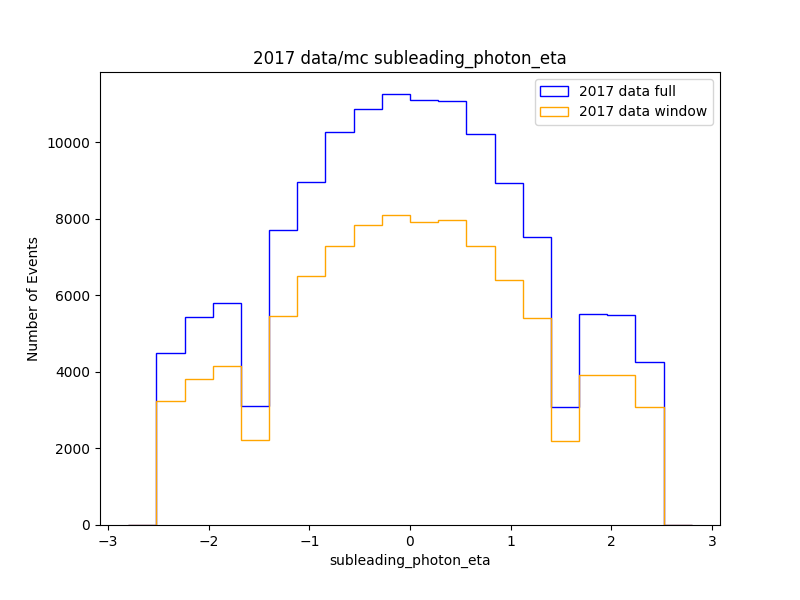 2017 data/mc subleading_photon_eta
2017 data full
2017 data window
Number of Events
10000
8000
6000
4000
2000
0
−3 −2 −1 0 1 2 3
subleading_photon_eta